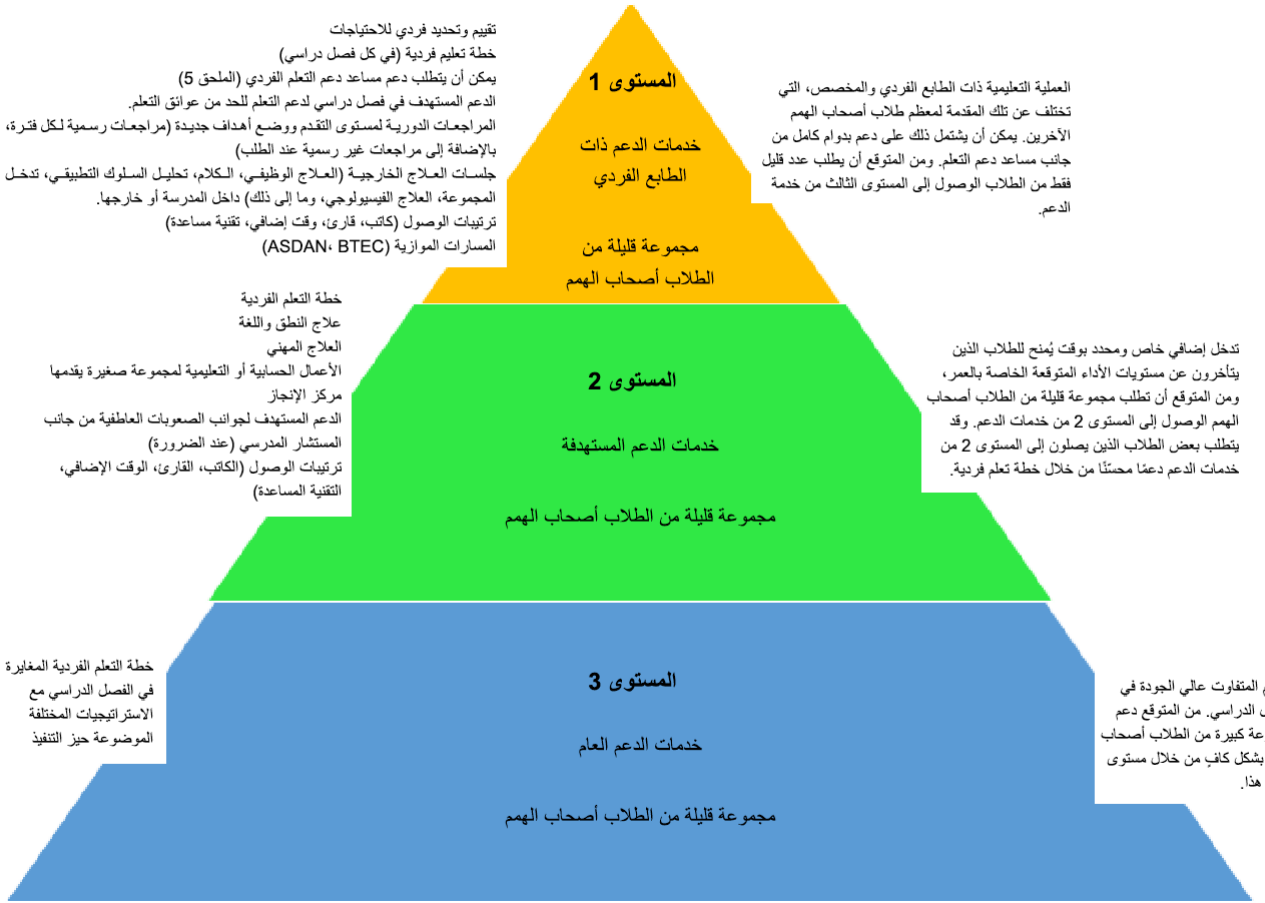 تقييم وتحديد فردي للاحتياجات
خطة تعليم فردية (في كل فصل دراسي)
يمكن أن يتطلب دعم مساعد دعم التعلم الفردي (الملحق 5)
الدعم المستهدف في فصل دراسي لدعم التعلم للحد من عوائق التعلم.
المراجعات الدورية لمستوى التقدم ووضع أهداف جديدة (مراجعات رسمية لكل فترة،
بالإضافة إلى مراجعات غير رسمية عند الطلب)
جلسات العلاج الخارجية (العلاج الوظيفي، الكلام، تحليل السلوك التطبيقي، تدخل
المجموعة، العلاج الفيسيولوجي، وما إلى ذلك) داخل المدرسة أو خارجها.
ترتيبات الوصول (كاتب، قارئ، وقت إضافي، تقنية مساعدة)
المسارات الموازية (ASDAN، BTEC)
المستوى 1
خدمات الدعم ذات
الطابع الفردي
مجموعة قليلة من
الطلاب أصحاب الهمم
العملية التعليمية ذات الطابع الفردي والمخصص، التي
تختلف عن تلك المقدمة لمعظم طلاب أصحاب الهمم
الآخرين. يمكن أن يشتمل ذلك على دعم بدوام كامل من
جانب مساعد دعم التعلم. ومن المتوقع أن يطلب عدد قليل
فقط من الطلاب الوصول إلى المستوى الثالث من خدمة
الدعم.
خطة التعلم الفردية
علاج النطق واللغة
العلاج المهني
الأعمال الحسابية أو التعليمية لمجموعة صغيرة يقدمها
مركز الإنجاز
الدعم المستهدف لجوانب الصعوبات العاطفية من جانب
المستشار المدرسي (عند الضرورة)
ترتيبات الوصول (الكاتب، القارئ، الوقت الإضافي،
التقنية المساعدة)
المستوى 2
خدمات الدعم المستهدفة
مجموعة قليلة من الطلاب أصحاب الهمم
تدخل إضافي خاص ومحدد بوقت يُمنح للطلاب الذين
يتأخرون عن مستويات الأداء المتوقعة الخاصة بالعمر،
ومن المتوقع أن تطلب مجموعة قليلة من الطلاب أصحاب
الهمم الوصول إلى المستوى 2 من خدمات الدعم. وقد
يتطلب بعض الطلاب الذين يصلون إلى المستوى 2 من
خدمات الدعم دعمًا محسّنًا من خلال خطة تعلم فردية.
خطة التعلم الفردية المغايرة
في الفصل الدراسي مع
الاستراتيجيات المختلفة
الموضوعة حيز التنفيذ
المستوى 3
خدمات الدعم العام
مجموعة قليلة من الطلاب أصحاب الهمم
المتفاوت عالي الجودة في
الدراسي. من المتوقع دعم
كبيرة من الطلاب أصحاب
بشكل كافٍ من خلال مستوى
هذا.